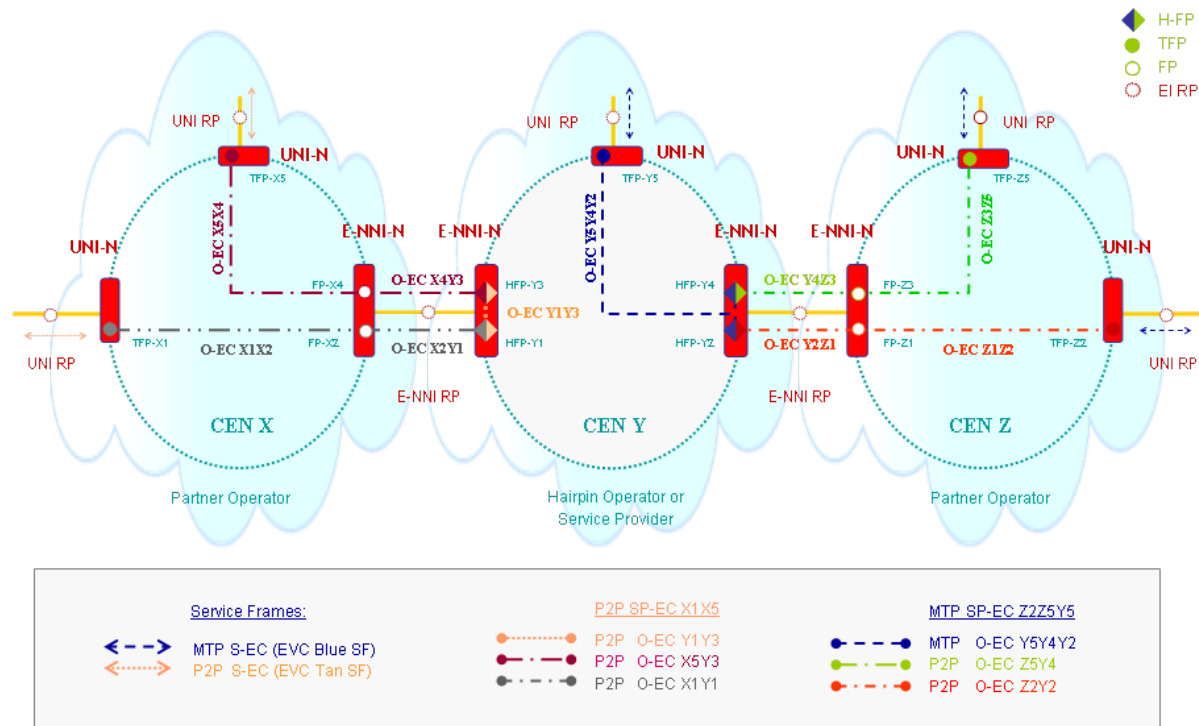 H-FP
TFP
FP
EI RP
UNI RP
UNI RP
UNI RP
UNI-N
UNI-N
UNI-N
TFP-X5
TFP-Y5
TFP-Z5
O-EC X5X4
O-EC Y5Y4Y2
O-EC Z3Z5
UNI-N
E-NNI-N
E-NNI-N
E-NNI-N
E-NNI-N
UNI-N
FP-X4
O-EC X4Y3
HFP-Y3
HFP-Y4
O-EC Y4Z3
FP-Z3
O-EC Y1Y3
TFP-X1
O-EC X1X2
FP-X2
O-EC X2Y1
HFP-Y1
HFP-Y2
O-EC Y2Z1
FP-Z1
O-EC Z1Z2
TFP-Z2
UNI RP
E-NNI RP
E-NNI RP
UNI RP
CEN X
CEN Y
CEN Z
Partner Operator
Hairpin Operator or
Service Provider
Partner Operator
Service Frames:
MTP S-EC (EVC Blue SF)
P2P S-EC (EVC Tan SF)
P2P SP-EC X1X5
P2P O-EC Y1Y3
P2P O-EC X5Y3
P2P O-EC X1Y1
MTP SP-EC Z2Z5Y5
MTP O-EC Y5Y4Y2
P2P O-EC Z5Y4
P2P O-EC Z2Y2